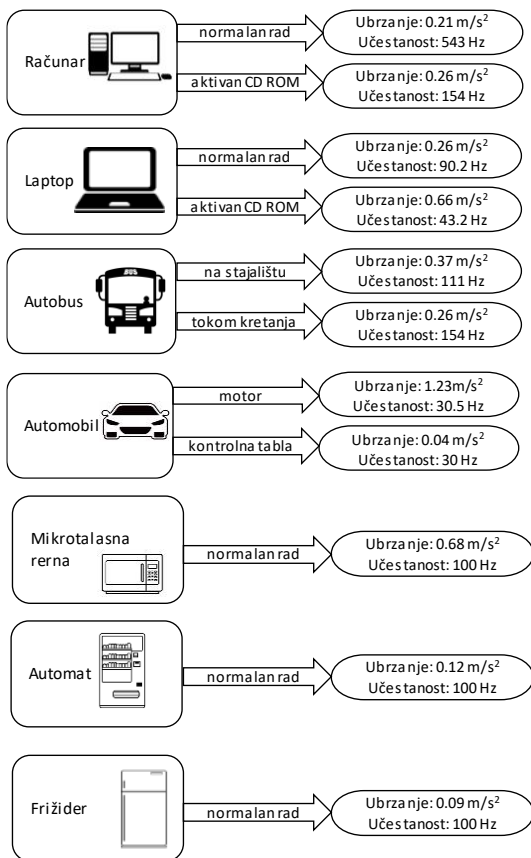 Računar
normalan rad
Ubrzanje: 0.21 m/s²
Učestanost: 543 Hz
aktivan CD ROM
Ubrzanje: 0.26 m/s²
Učestanost: 154 Hz
Laptop
normalan rad
Ubrzanje: 0.26 m/s²
Učestanost: 90.2 Hz
aktivan CD ROM
Ubrzanje: 0.66 m/s²
Učestanost: 43.2 Hz
Autobus
BUS
na stajalištu
Ubrzanje: 0.37 m/s²
Učestanost: 111 Hz
tokom kretanja
Ubrzanje: 0.26 m/s²
Učestanost: 154 Hz
Automobil
motor
Ubrzanje: 1.23m/s²
Učestanost: 30.5 Hz
kontrolna tabla
Ubrzanje: 0.04 m/s²
Učestanost: 30 Hz
Mikrotalasna
rerna
normalan rad
Ubrzanje: 0.68 m/s²
Učestanost: 100 Hz
Automat
normalan rad
Ubrzanje: 0.12 m/s²
Učestanost: 100 Hz
Frižider
normalan rad
Ubrzanje: 0.09 m/s²
Učestanost: 100 Hz